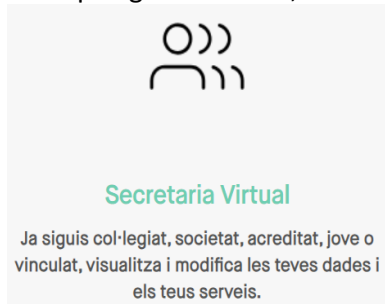 Secretaria Virtual
Ja siguis col·legiat, societat, acreditat, jove o
vinculat, visualitza i modifica les teves dades i
els teus serveis.